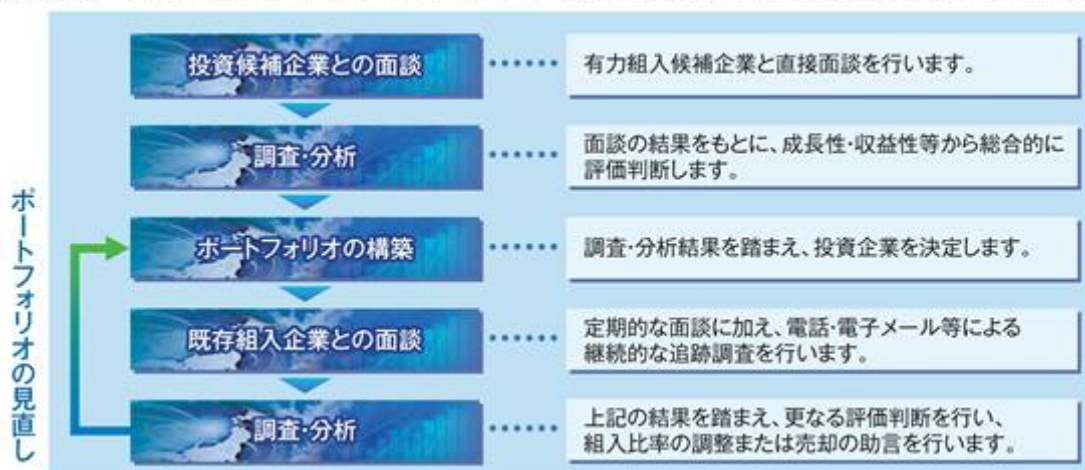 投資候補企業との面談
有力組入候補企業と直接面談を行います。
調査・分析
面談の結果をもとに、成長性・収益性等から総合的に
評価判断します。
ポートフォリオの構築
調査・分析結果を踏まえ、投資企業を決定します。
既存組入企業との面談
定期的な面談に加え、電話・電子メール等による
継続的な追跡調査を行います。
調査・分析
上記の結果を踏まえ、更なる評価判断を行い、
組入比率の調整または売却の助言を行います。
ポートフォリオの見直し